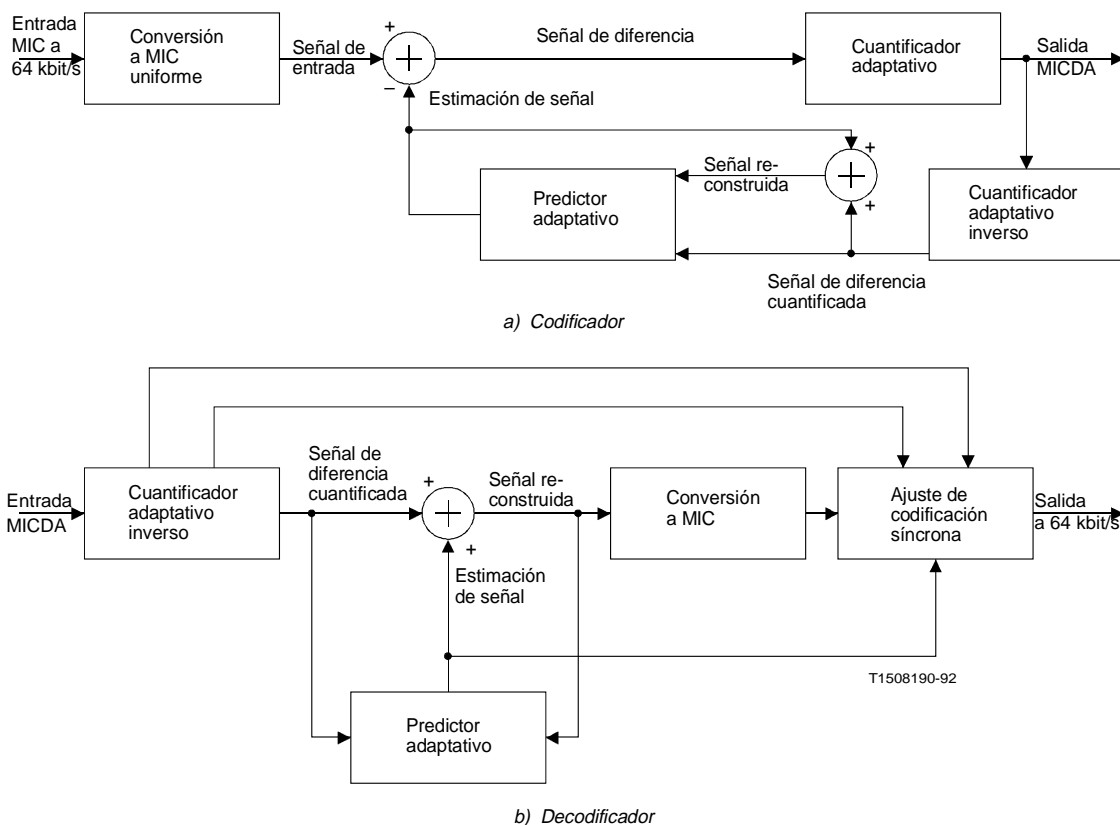 Entrada
MIC a
64 kbit/s
Conversión
a MIC
uniforme
Señal de
entrada
+
−
Señal de diferencia
Cuantificador
adaptativo
Salida
MICDA
Estimación de señal
+
+
Señal re-
construida
Predictor
adaptativo
Cuantificador
adaptativo
inverso
Señal de diferencia
cuantificada
a) Codificador
Entrada
MICDA
Cuantificador
adaptativo
inverso
Señal de
diferencia
cuantificada
+
+
Señal re-
construida
Conversión
a MIC
Ajuste de
codificación
síncrona
Salida
a 64 kbit/s
Estimación
de señal
T1508190-92
Predictor
adaptativo
b) Decodificador